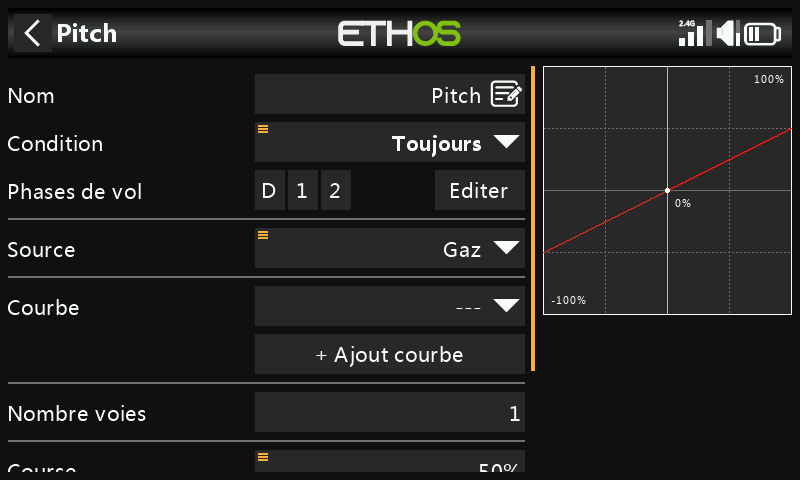 Pitch
ETHOS
2.4G
Nom Pitch
Condition Toujours
Phases de vol D 1 2 Editer
Source Gaz
Courbe ---
+ Ajout courbe
Nombre voies 1
Course 50%
100%
0%
-100%